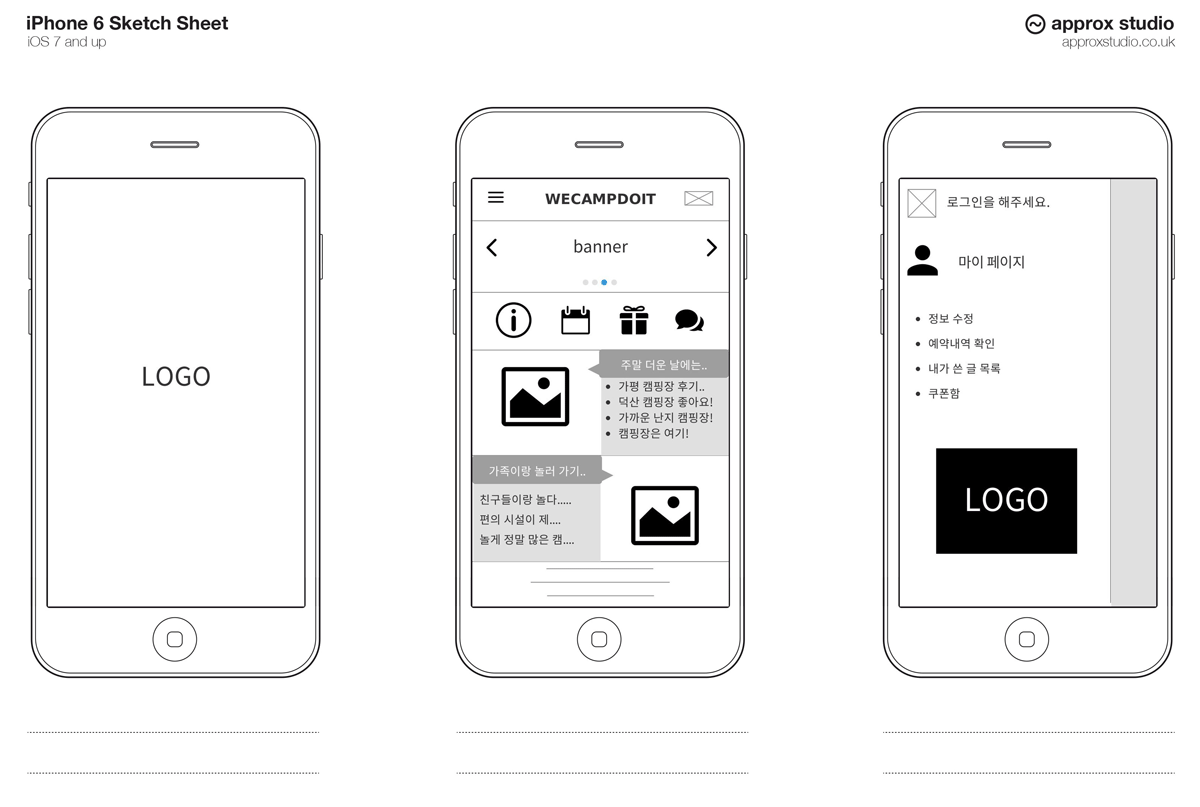 iPhone 6 Sketch Sheet
iOS 7 and up
approx studio
approxstudio.co.uk
LOGO
WECAMPDOIT
banner
주말 더운 날에는..
가평 캠핑장 후기..
덕산 캠핑장 좋아요!
가까운 난지 캠핑장!
캠핑장은 여기!
가족이랑 놀러 가기..
친구들이랑 놀다.....
편의 시설이 제....
놀게 정말 많은 캠....
로그인을 해주세요.
마이 페이지
정보 수정
예약내역 확인
내가 쓴 글 목록
쿠폰함
LOGO